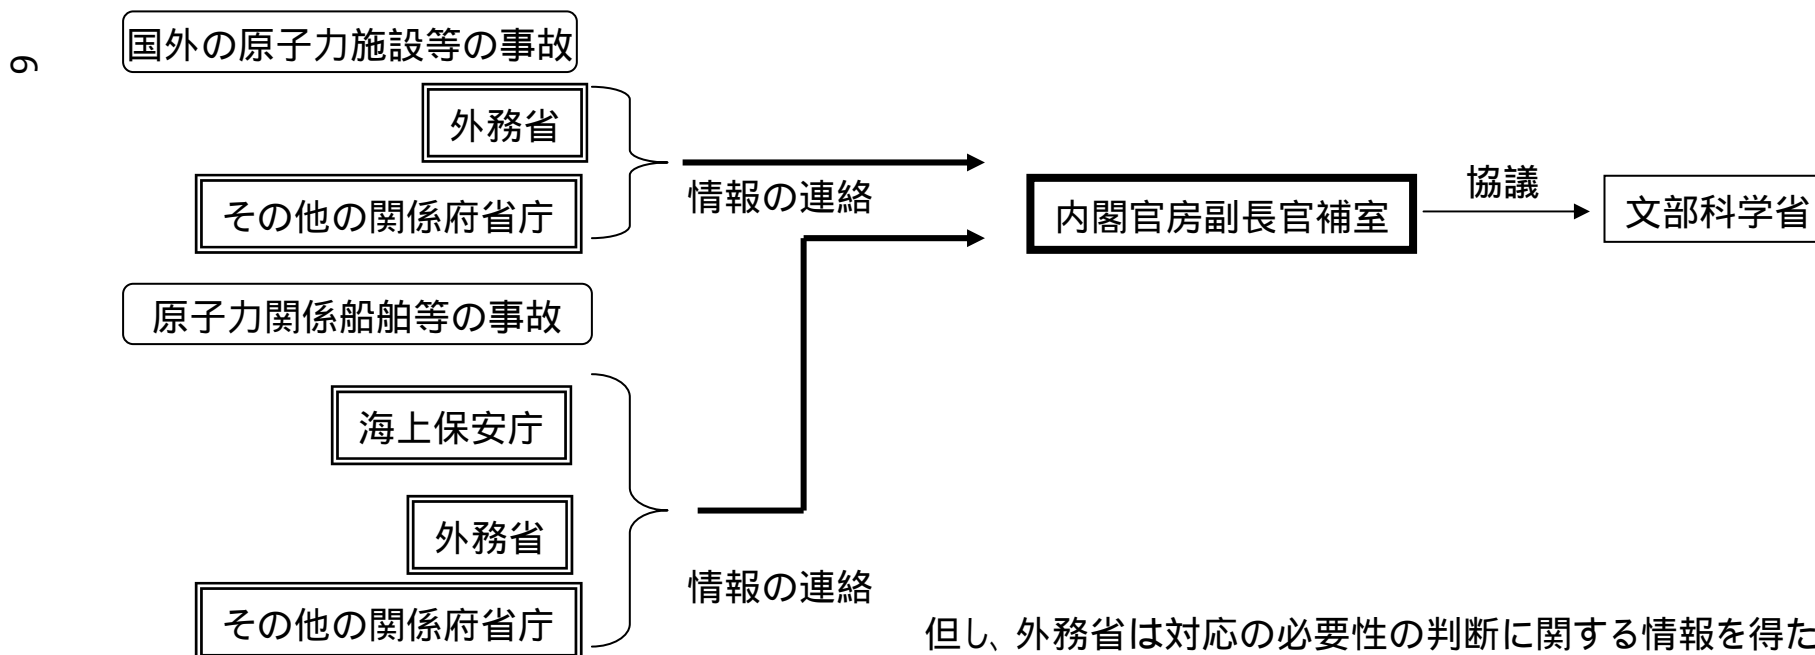 9
国外の原子力施設等の事故
外務省
その他の関係府省庁
情報の連絡
内閣官房副長官補室
協議
文部科学省
原子力関係船舶等の事故
海上保安庁
外務省
その他の関係府省庁
情報の連絡
但し、外務省は対応の必要性の判断に関する情報を得た